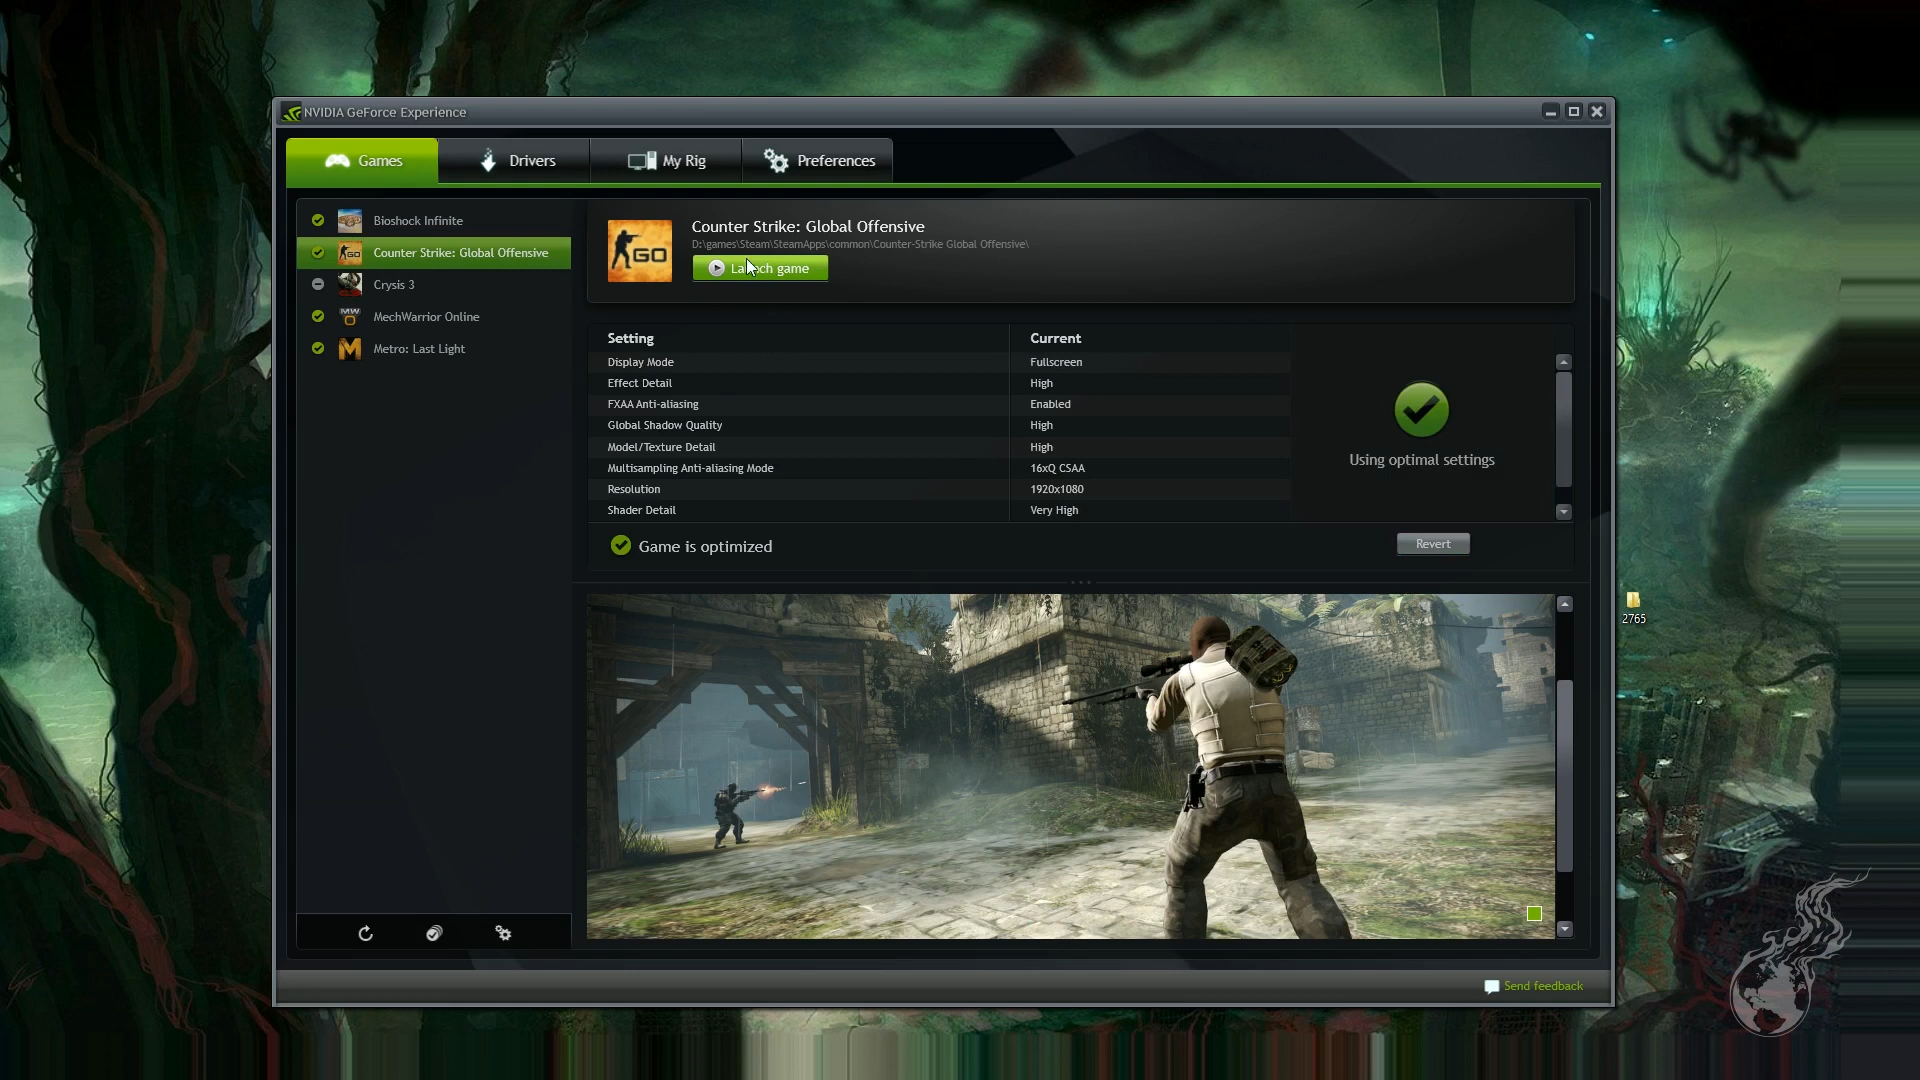 NVIDIA GeForce Experience
Games
Drivers
My Rig
Preferences
Bioshock Infinite
Counter Strike: Global Offensive
Crysis 3
MechWarrior Online
Metro: Last Light
GO
GO
MW
Counter Strike: Global Offensive
D:\games\Steam\SteamApps\common\Counter-Strike Global Offensive\
Launch game
Setting Current
Display Mode Fullscreen
Effect Detail High
FXAA Anti-aliasing Enabled
Global Shadow Quality High
Model/Texture Detail High
Multisampling Anti-aliasing Mode 16xQ CSAA
Resolution 1920x1080
Shader Detail Very High
Using optimal settings
Game is optimized
Revert
2765
Send feedback